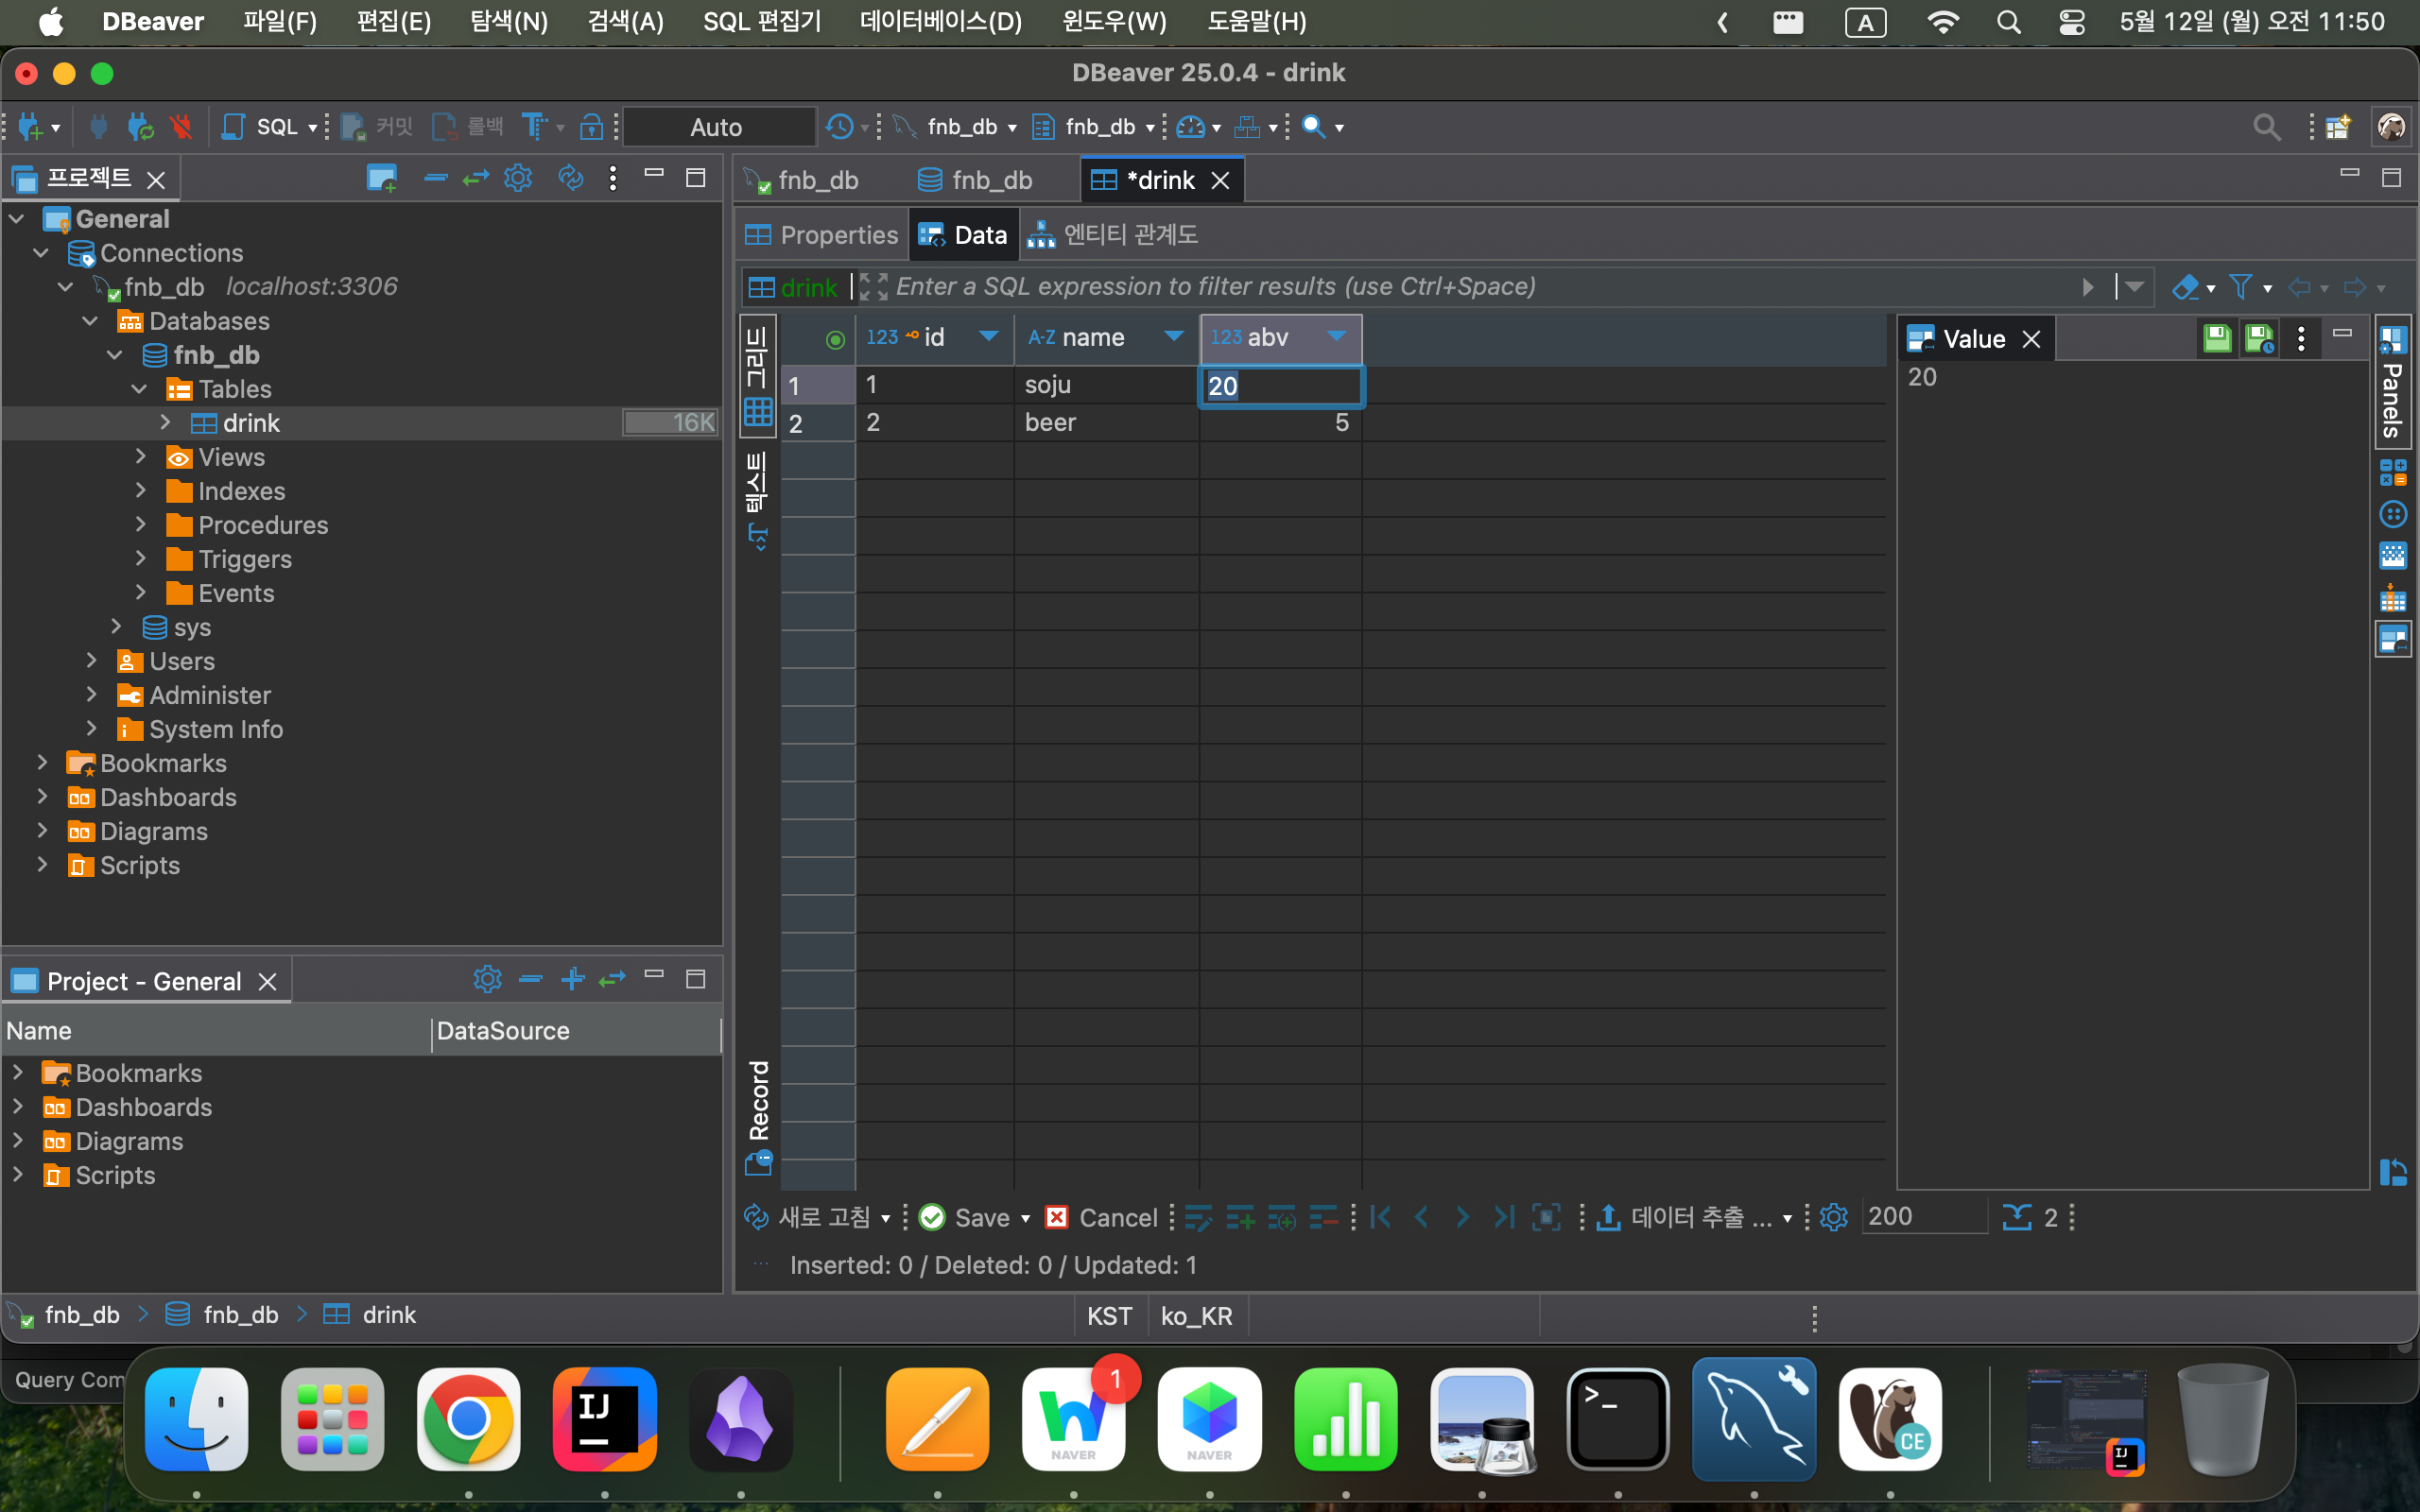 DBeaver 파일(F) 편집(E) 탐색(N) 검색(A) SQL 편집기 데이터베이스(D) 윈도우(W) 도움말(H) A 5월 12일 (월) 오전 11:50
DBeaver 25.0.4 - drink
SQL 커밋 롤백 Auto fnb_db fnb_db
프로젝트
General
Connections
fnb_db localhost:3306
Databases
fnb_db
Tables
drink 16K
Views
Indexes
Procedures
Triggers
Events
sys
Users
Administer
System Info
Bookmarks
Dashboards
Diagrams
Scripts
Project - General
Name DataSource
Bookmarks
Dashboards
Diagrams
Scripts
fnb_db fnb_db *drink
Properties Data 엔티티 관계도
drink Enter a SQL expression to filter results (use Ctrl+Space)
그리드
텍스트
Record
123 id A-Z name 123 abv
1 1 soju 20
2 2 beer 5
Value
20
Panels
새로 고침 Save Cancel 데이터 추출 ... 200 2
Inserted: 0 / Deleted: 0 / Updated: 1
fnb_db fnb_db drink KST ko_KR
Query Com
IJ
1
NAVER
NAVER
>_
CE
IJ